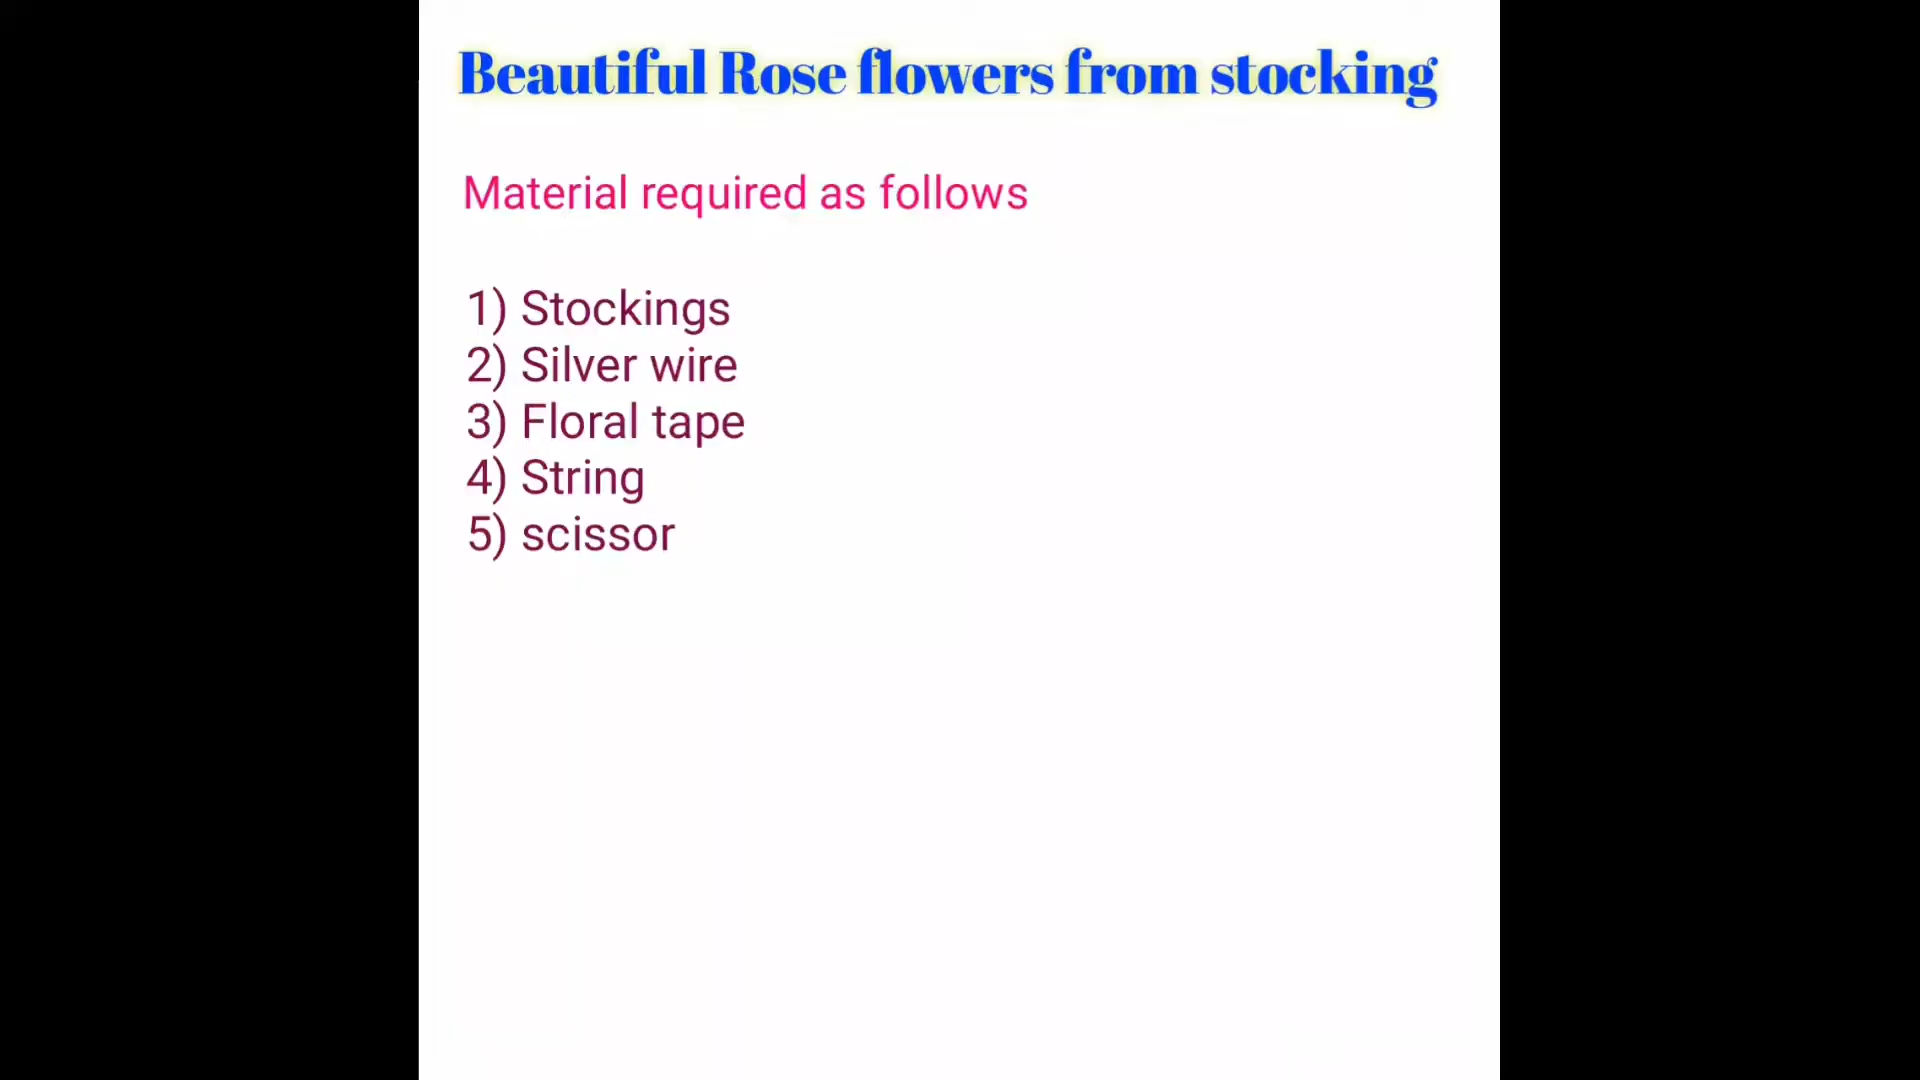 Beautiful Rose flowers from stocking
Material required as follows
1) Stockings
2) Silver wire
3) Floral tape
4) String
5) scissor